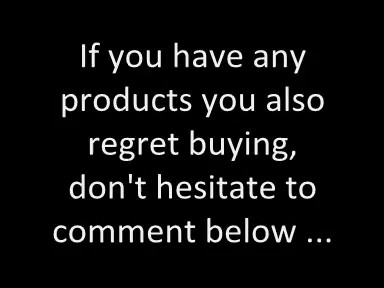 If you have any
products you also
regret buying,
don't hesitate to
comment below ...